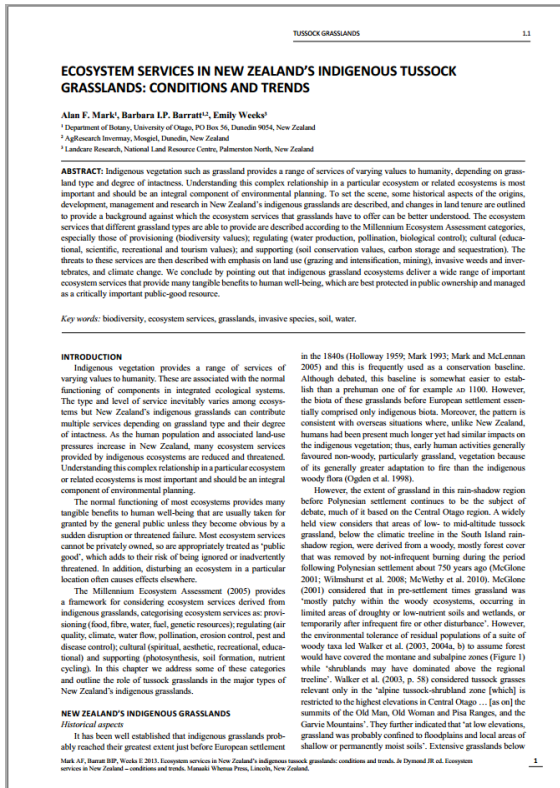 TUSSOCK GRASSLANDS 1.1
ECOSYSTEM SERVICES IN NEW ZEALAND'S INDIGENOUS TUSSOCK
GRASSLANDS: CONDITIONS AND TRENDS
Alan F. Mark¹, Barbara I.P. Barratt¹,², Emily Weeks³
¹ Department of Botany, University of Otago, PO Box 56, Dunedin 9054, New Zealand
² AgResearch Invermay, Mosgiel, Dunedin, New Zealand
³ Landcare Research, National Land Resource Centre, Palmerston North, New Zealand
ABSTRACT: Indigenous vegetation such as grassland provides a range of services of varying values to humanity, depending on grass-
land type and degree of intactness. Understanding this complex relationship in a particular ecosystem or related ecosystems is most
important and should be an integral component of environmental planning. To set the scene, some historical aspects of the origins,
development, management and research in New Zealand's indigenous grasslands are described, and changes in land tenure are outlined
to provide a background against which the ecosystem services that grasslands have to offer can be better understood. The ecosystem
services that different grassland types are able to provide are described according to the Millennium Ecosystem Assessment categories,
especially those of provisioning (biodiversity values); regulating (water production, pollination, biological control); cultural (educa-
tional, scientific, recreational and tourism values); and supporting (soil conservation values, carbon storage and sequestration). The
threats to these services are then described with emphasis on land use (grazing and intensification, mining), invasive weeds and inver-
tebrates, and climate change. We conclude by pointing out that indigenous grassland ecosystems deliver a wide range of important
ecosystem services that provide many tangible benefits to human well-being, which are best protected in public ownership and managed
as a critically important public-good resource.
Key words: biodiversity, ecosystem services, grasslands, invasive species, soil, water.
INTRODUCTION
Indigenous vegetation provides a range of services of
varying values to humanity. These are associated with the normal
functioning of components in integrated ecological systems.
The type and level of service inevitably varies among ecosys-
tems but New Zealand's indigenous grasslands can contribute
multiple services depending on grassland type and their degree
of intactness. As the human population and associated land-use
pressures increase in New Zealand, many ecosystem services
provided by indigenous ecosystems are reduced and threatened.
Understanding this complex relationship in a particular ecosystem
or related ecosystems is most important and should be an integral
component of environmental planning.
The normal functioning of most ecosystems provides many
tangible benefits to human well-being that are usually taken for
granted by the general public unless they become obvious by a
sudden disruption or threatened failure. Most ecosystem services
cannot be privately owned, so are appropriately treated as 'public
good', which adds to their risk of being ignored or inadvertently
threatened. In addition, disturbing an ecosystem in a particular
location often causes effects elsewhere.
The Millennium Ecosystem Assessment (2005) provides
a framework for considering ecosystem services derived from
indigenous grasslands, categorising ecosystem services as: provi-
sioning (food, fibre, water, fuel, genetic resources); regulating (air
quality, climate, water flow, pollination, erosion control, pest and
disease control); cultural (spiritual, aesthetic, recreational, educa-
tional) and supporting (photosynthesis, soil formation, nutrient
cycling). In this chapter we address some of these categories
and outline the role of tussock grasslands in the major types of
New Zealand's indigenous grasslands.
NEW ZEALAND'S INDIGENOUS GRASSLANDS
Historical aspects
It has been well established that indigenous grasslands prob-
ably reached their greatest extent just before European settlement
in the 1840s (Holloway 1959; Mark 1993; Mark and McLennan
2005) and this is frequently used as a conservation baseline.
Although debated, this baseline is somewhat easier to estab-
lish than a prehuman one of for example AD 1100. However,
the biota of these grasslands before European settlement essen-
tially comprised only indigenous biota. Moreover, the pattern is
consistent with overseas situations where, unlike New Zealand,
humans had been present much longer yet had similar impacts on
the indigenous vegetation; thus, early human activities generally
favoured non-woody, particularly grassland, vegetation because
of its generally greater adaptation to fire than the indigenous
woody flora (Ogden et al. 1998).
However, the extent of grassland in this rain-shadow region
before Polynesian settlement continues to be the subject of
debate, much of it based on the Central Otago region. A widely
held view considers that areas of low- to mid-altitude tussock
grassland, below the climatic treeline in the South Island rain-
shadow region, were derived from a woody, mostly forest cover
that was removed by not-infrequent burning during the period
following Polynesian settlement about 750 years ago (McGlone
2001; Wilmshurst et al. 2008; McWethy et al. 2010). McGlone
(2001) considered that in pre-settlement times grassland was
'mostly patchy within the woody ecosystems, occurring in
limited areas of droughty or low-nutrient soils and wetlands, or
temporarily after infrequent fire or other disturbance'. However,
the environmental tolerance of residual populations of a suite of
woody taxa led Walker et al. (2003, 2004a, b) to assume forest
would have covered the montane and subalpine zones (Figure 1)
while 'shrublands may have dominated above the regional
treeline'. Walker et al. (2003, p. 58) considered tussock grasses
relevant only in the 'alpine tussock-shrubland zone [which] is
restricted to the highest elevations in Central Otago … [as on] the
summits of the Old Man, Old Woman and Pisa Ranges, and the
Garvie Mountains'. They further indicated that 'at low elevations,
grassland was probably confined to floodplains and local areas of
shallow or permanently moist soils'. Extensive grasslands below
Mark AF, Barratt BIP, Weeks E 2013. Ecosystem services in New Zealand's indigenous tussock grasslands: conditions and trends. In Dymond JR ed. Ecosystem
services in New Zealand – conditions and trends. Manaaki Whenua Press, Lincoln, New Zealand.
1